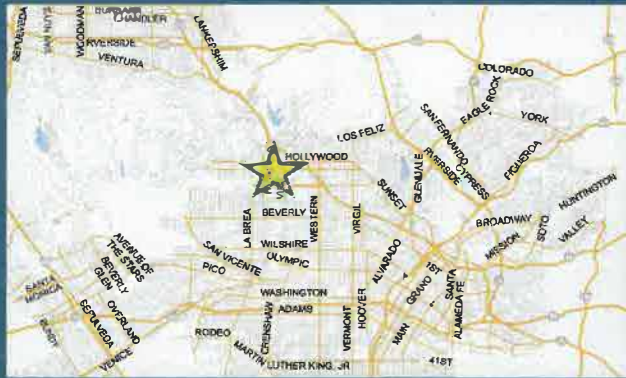 BURBANK
CHANDLER
SEPULVEDA
WOODMAN
RIVERSIDE
VENTURA
LANKERSHIM
COLORADO
EAGLE ROCK
YORK
SAN FERNANDO
LOS FELIZ
HOLLYWOOD
CYPRESS
FIGUEROA
RIVERSIDE
GLENDALE
SUNSET
HUNTINGTON
BEVERLY
WESTERN
VIRGIL
BROADWAY
SOTO
VALLEY
MISSION
LA BREA
WILSHIRE
OLYMPIC
AVENUE OF
THE STARS
BEVERLY
GLEN
SAN VICENTE
PICO
ALVARADO
1ST
GRAND
SANTA
FE
ALAMEDA
SANTA
MONICA
WASHINGTON
ADAMS
OVERLAND
SEPULVEDA
BUNDY
VENICE
RODEO
CRENSHAW
VERMONT
HOOVER
MAIN
MARTIN
LUTHER KING, JR
41ST